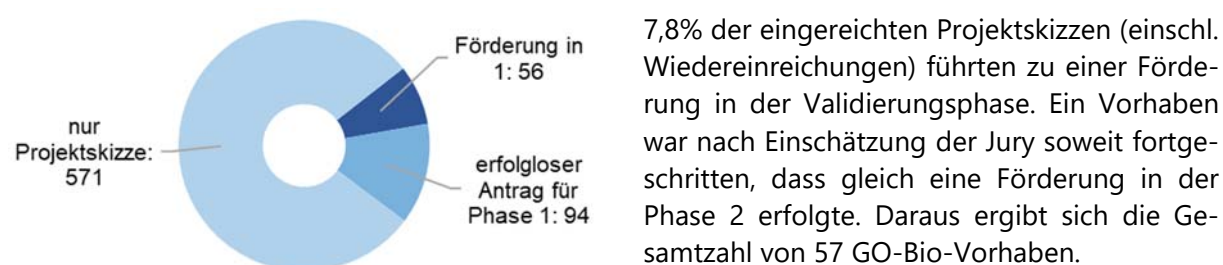 Förderung in
1: 56
nur
Projektskizze:
571
erfolgloser
Antrag für
Phase 1: 94
7,8% der eingereichten Projektskizzen (einschl.
Wiedereinreichungen) führten zu einer Förde-
rung in der Validierungsphase. Ein Vorhaben
war nach Einschätzung der Jury soweit fortge-
schritten, dass gleich eine Förderung in der
Phase 2 erfolgte. Daraus ergibt sich die Ge-
samtzahl von 57 GO-Bio-Vorhaben.